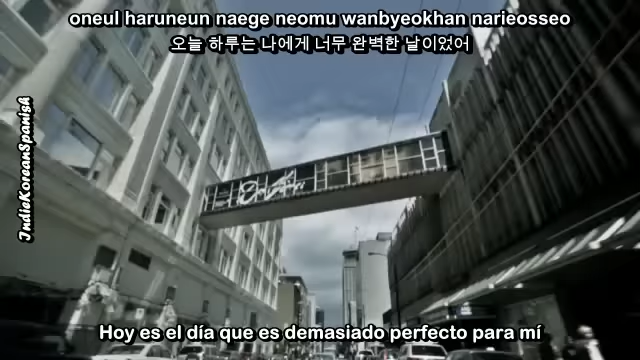 oneul haruneun naege neomu wanbyeokhan narieosseo
오늘 하루는 나에게 너무 완벽한 날이었어
IndieKoreanSpanish
Hoy es el día que es demasiado perfecto para mí